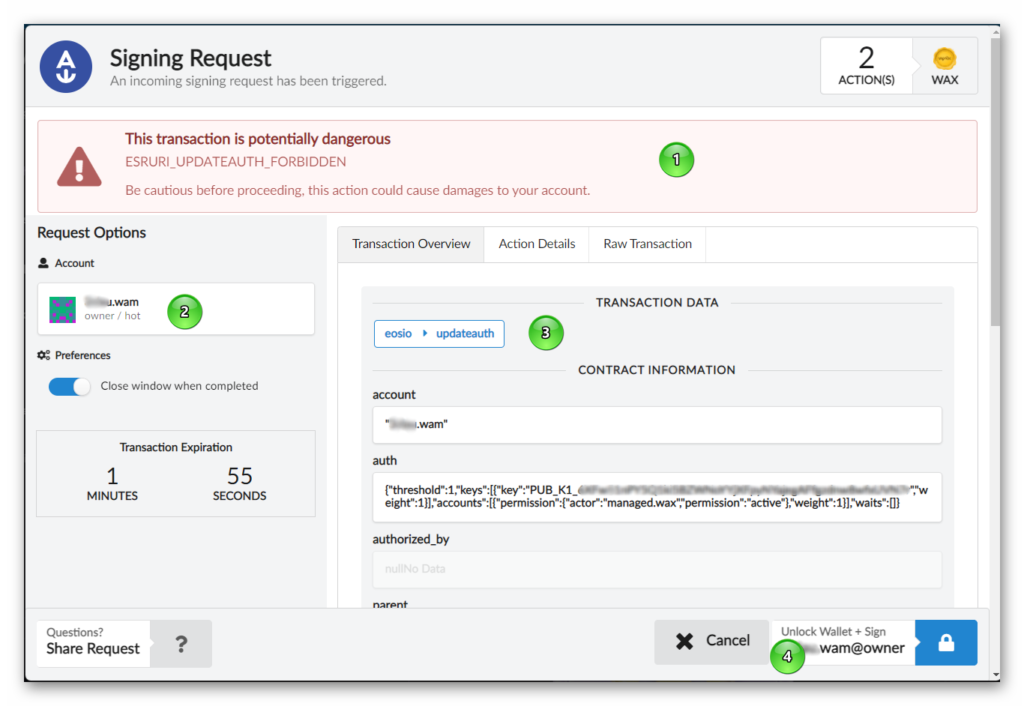 Signing Request
An incoming signing request has been triggered.
2
ACTION(S)
WAX
This transaction is potentially dangerous
ESRURI_UPDATEAUTH_FORBIDDEN
Be cautious before proceeding, this action could cause damages to your account.
1
Request Options
Account
.wam
owner / hot
2
Preferences
Close window when completed
Transaction Expiration
1
MINUTES
55
SECONDS
Transaction Overview
Action Details
Raw Transaction
TRANSACTION DATA
eosio updateauth
3
CONTRACT INFORMATION
account
".wam"
auth
{"threshold":1,"keys":[{"key":"PUB_K1_","w
eight":1}],"accounts":[{"permission":{"actor":"managed.wax","permission":"active"},"weight":1}],"waits":[]}
authorized_by
nullNo Data
parent
Questions?
Share Request
?
Cancel
Unlock Wallet + Sign
.wam@owner
4